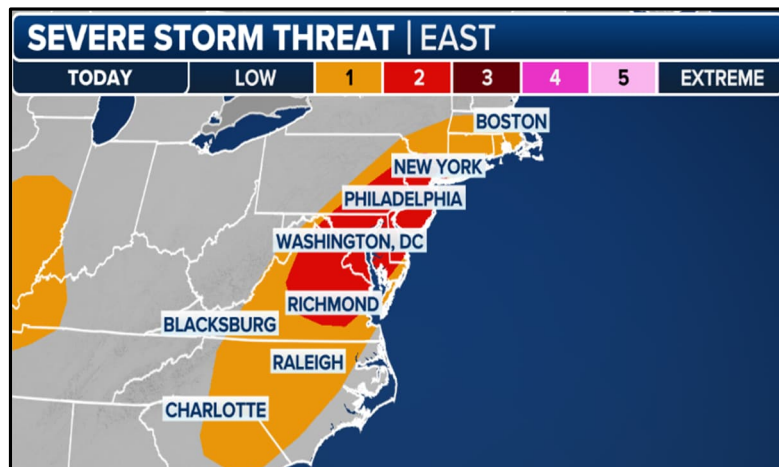 SEVERE STORM THREAT | EAST
TODAY LOW 1 2 3 4 5 EXTREME
BOSTON
NEW YORK
PHILADELPHIA
WASHINGTON, DC
RICHMOND
BLACKSBURG
RALEIGH
CHARLOTTE